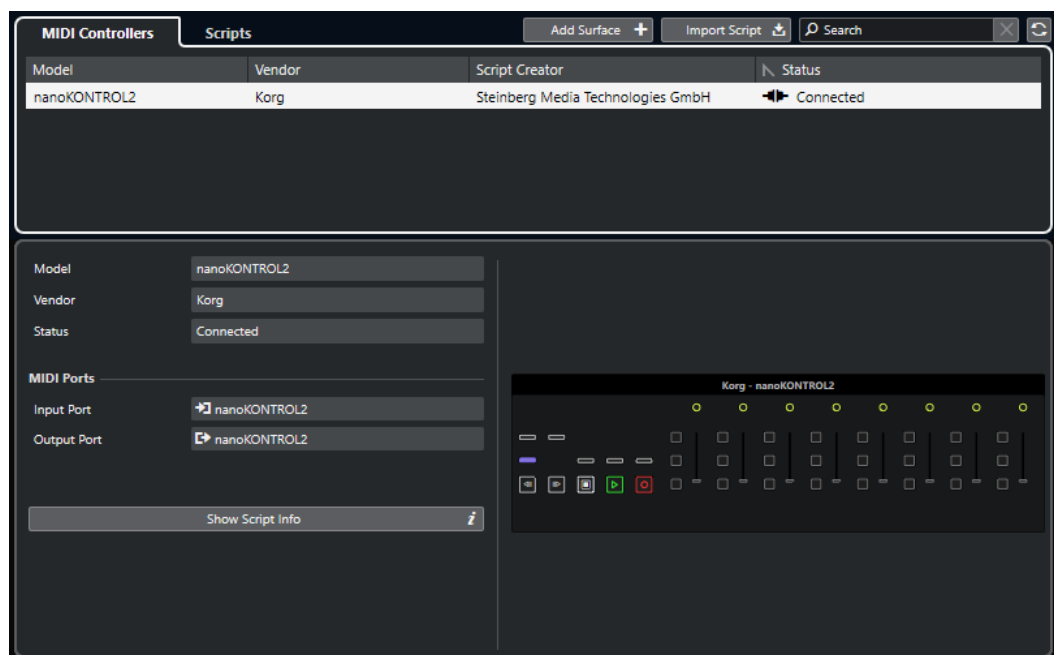 MIDI Controllers Scripts Add Surface Import Script Search
Model Vendor Script Creator Status
nanoKONTROL2 Korg Steinberg Media Technologies GmbH Connected
Model nanoKONTROL2
Vendor Korg
Status Connected
MIDI Ports
Korg - nanoKONTROL2
Input Port nanoKONTROL2
Output Port nanoKONTROL2
Show Script Info i